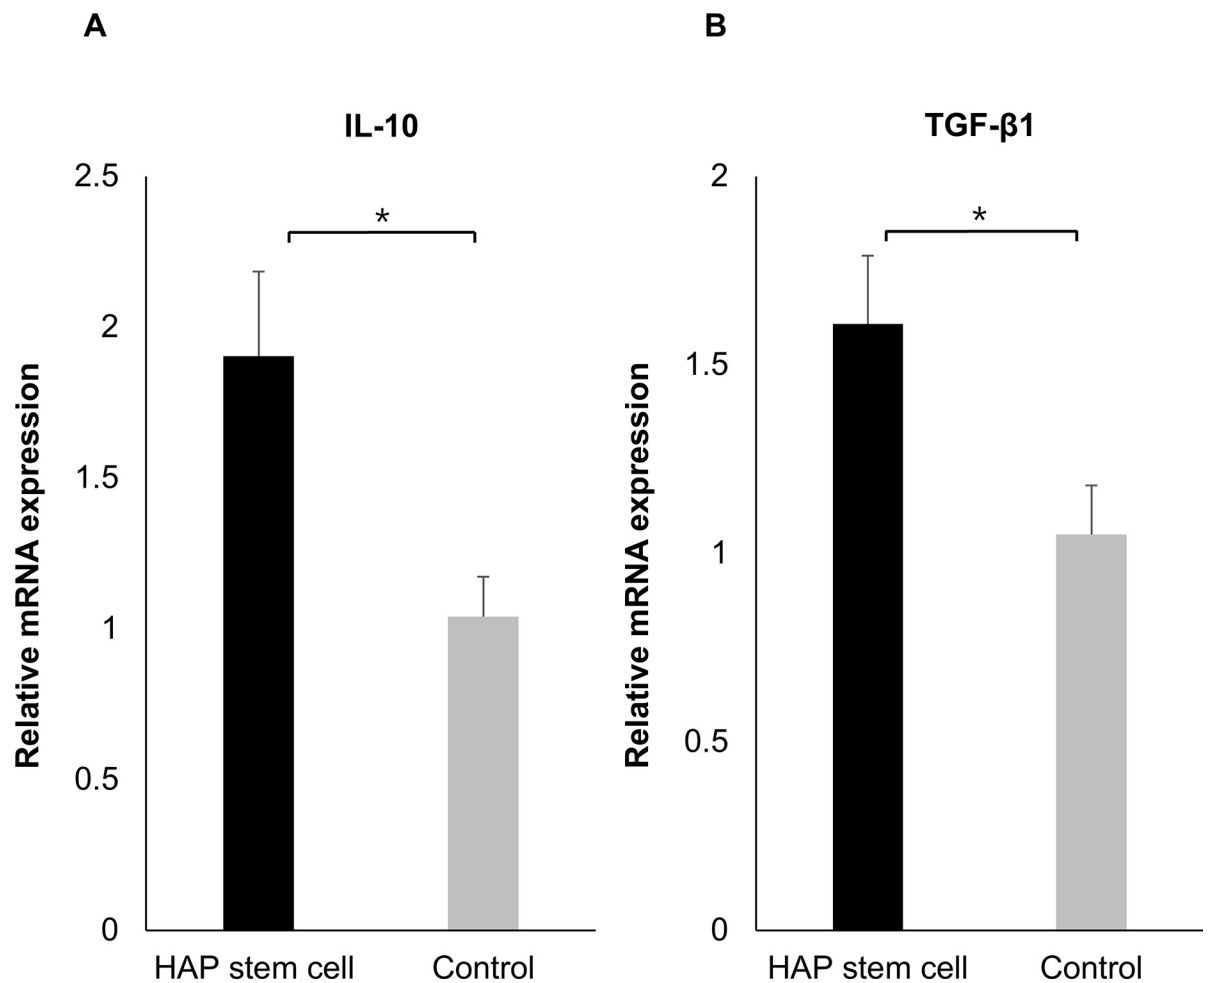 A
IL-10
Relative mRNA expression
2.5
2
1.5
1
0.5
0
*
HAP stem cell
Control
B
TGF-β1
Relative mRNA expression
2
1.5
1
0.5
0
*
HAP stem cell
Control